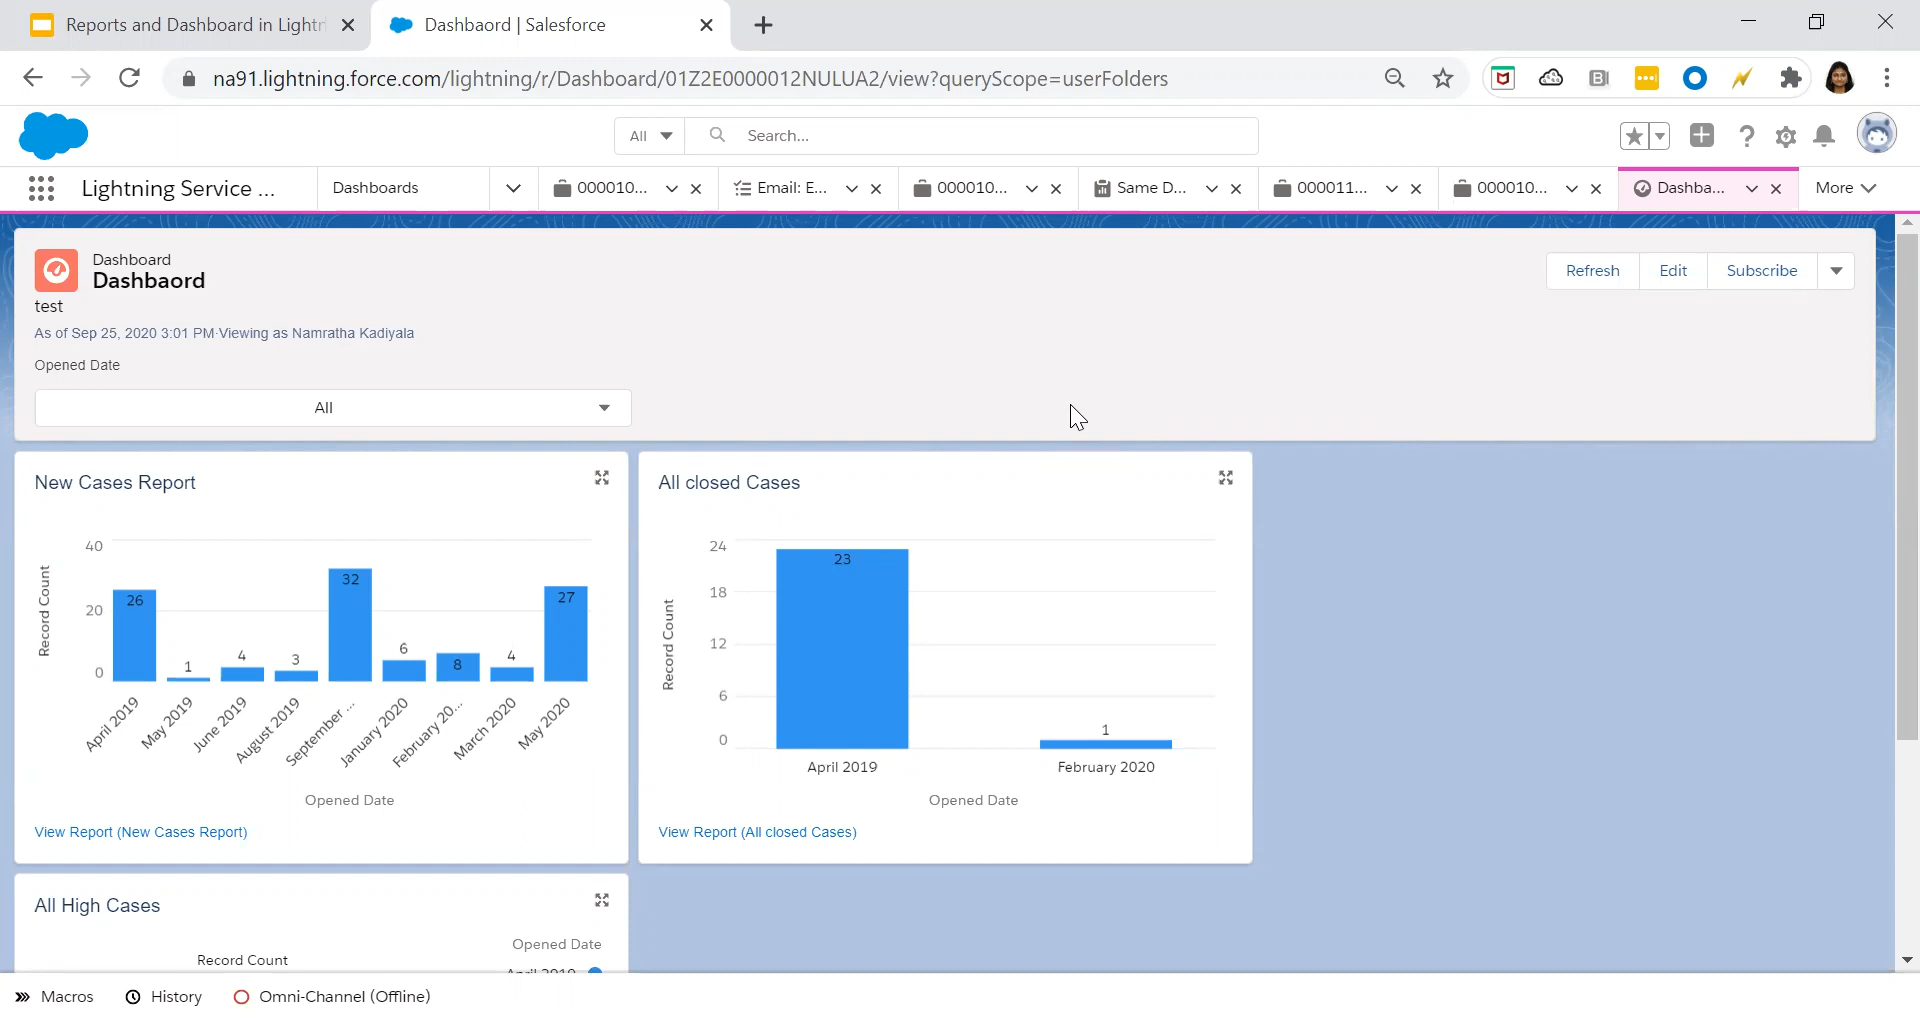 Reports and Dashboard in Lightn
Dashbaord | Salesforce
na91.lightning.force.com/lightning/r/Dashboard/01Z2E0000012NULUA2/view?queryScope=userFolders
All
Search...
Lightning Service ...
Dashboards
000010...
Email: E...
000010...
Same D...
000011...
000010...
Dashba...
More
Dashboard
Dashbaord
test
As of Sep 25, 2020 3:01 PM·Viewing as Namratha Kadiyala
Refresh
Edit
Subscribe
Opened Date
All
New Cases Report
Record Count
40
20
0
26
1
4
3
32
6
8
4
27
April 2019
May 2019
June 2019
August 2019
September ...
January 2020
February 20...
March 2020
May 2020
Opened Date
View Report (New Cases Report)
All closed Cases
Record Count
24
18
12
6
0
23
1
April 2019
February 2020
Opened Date
View Report (All closed Cases)
All High Cases
Opened Date
Record Count
April 2019
Macros
History
Omni-Channel (Offline)